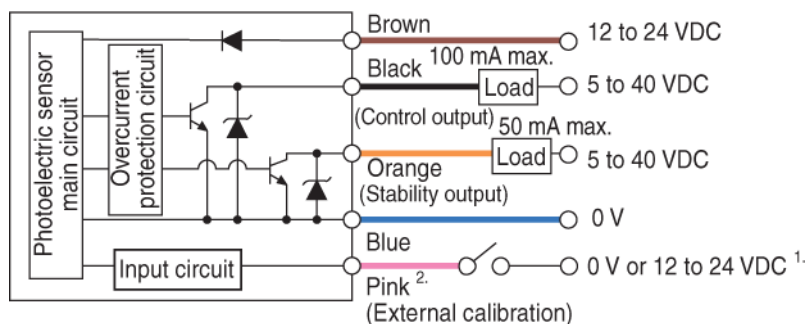 Photoelectric sensor
main circuit
Overcurrent
protection circuit
Input circuit
Brown
12 to 24 VDC
100 mA max.
Black
Load
5 to 40 VDC
(Control output)
50 mA max.
Load
5 to 40 VDC
Orange
(Stability output)
0 V
Blue
0 V or 12 to 24 VDC 1.
Pink 2.
(External calibration)